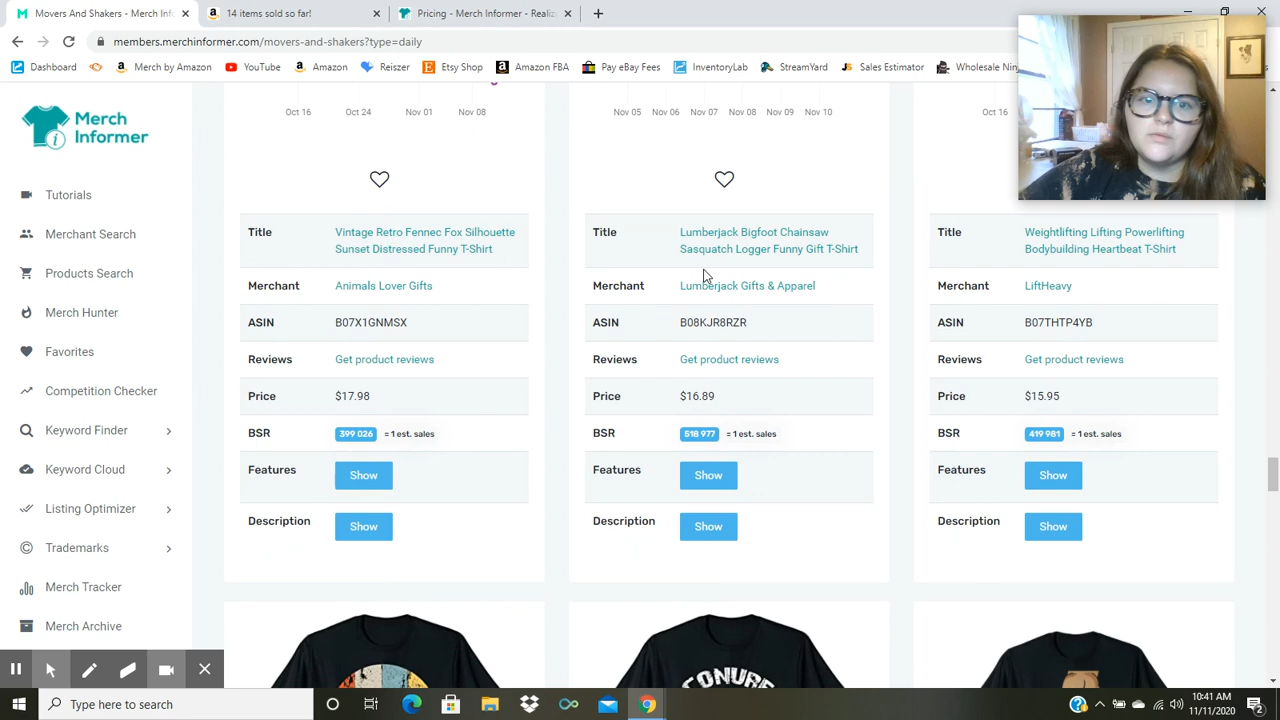 Movers And Shakers - Merch Info
14 items sold so far!
Pricing - Merch Informer - Realiz
members.merchinformer.com/movers-and-shakers?type=daily
Dashboard
Merch by Amazon
YouTube
Amazon
Reiszer
Etsy Shop
Amazon FBA
Pay eBay Fees
InventoryLab
StreamYard
Sales Estimator
Wholesale Nin
Merch
Informer
Tutorials
Merchant Search
Products Search
Merch Hunter
Favorites
Competition Checker
Keyword Finder
Keyword Cloud
Listing Optimizer
Trademarks
Merch Tracker
Merch Archive
Oct 16 Oct 24 Nov 01 Nov 08
Title Vintage Retro Fennec Fox Silhouette
Sunset Distressed Funny T-Shirt
Merchant Animals Lover Gifts
ASIN B07X1GNMSX
Reviews Get product reviews
Price $17.98
BSR 399 026 = 1 est. sales
Features Show
Description Show
Nov 05 Nov 06 Nov 07 Nov 08 Nov 09 Nov 10
Title Lumberjack Bigfoot Chainsaw
Sasquatch Logger Funny Gift T-Shirt
Merchant Lumberjack Gifts & Apparel
ASIN B08KJR8RZR
Reviews Get product reviews
Price $16.89
BSR 518 977 = 1 est. sales
Features Show
Description Show
CONURE
Oct 16
Title Weightlifting Lifting Powerlifting
Bodybuilding Heartbeat T-Shirt
Merchant LiftHeavy
ASIN B07THTP4YB
Reviews Get product reviews
Price $15.95
BSR 419 981 = 1 est. sales
Features Show
Description Show
Type here to search
10:41 AM
11/11/2020
2